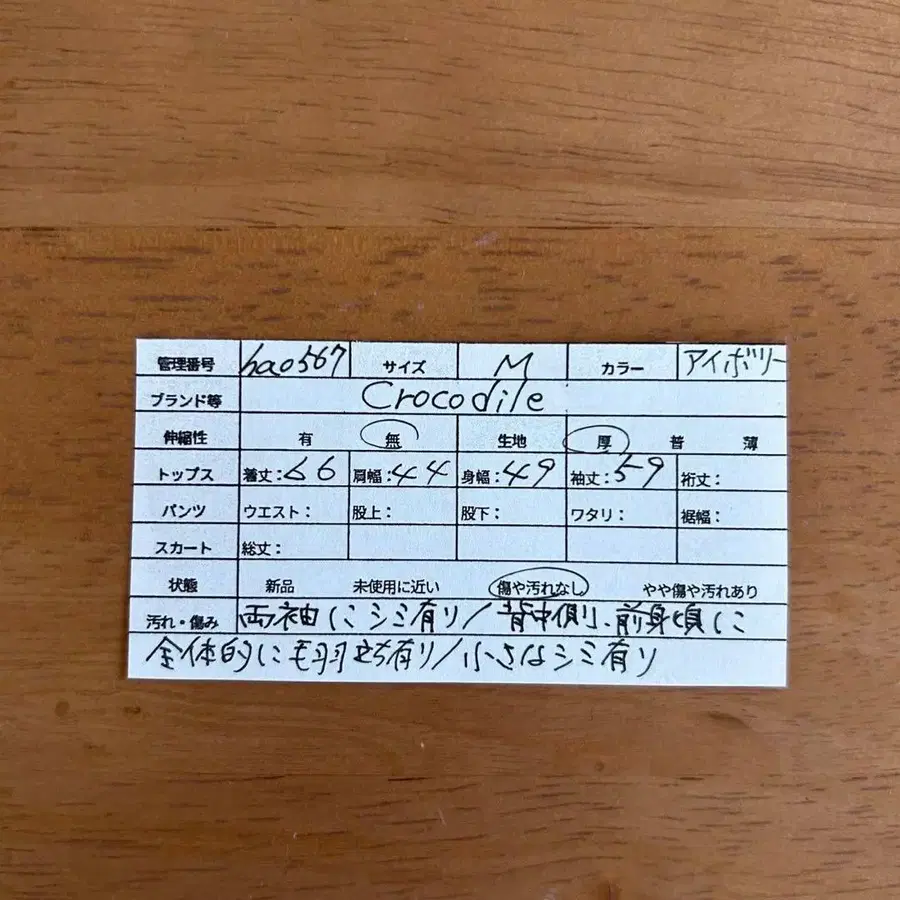 管理番号 hao567 サイズ M カラー アイボリー
ブランド等 Crocodile
伸縮性 有 無 生地 厚 普 薄
トップス 着丈:66 肩幅:44 身幅:49 袖丈:59 裄丈:
パンツ ウエスト: 股上: 股下: ワタリ: 裾幅:
スカート 総丈:
状態 新品 未使用に近い 傷や汚れなし やや傷や汚れあり
汚れ・傷み 両袖にシミ有り/背中側、前身頃に
全体的に毛羽立ち有り/小さなシミ有り